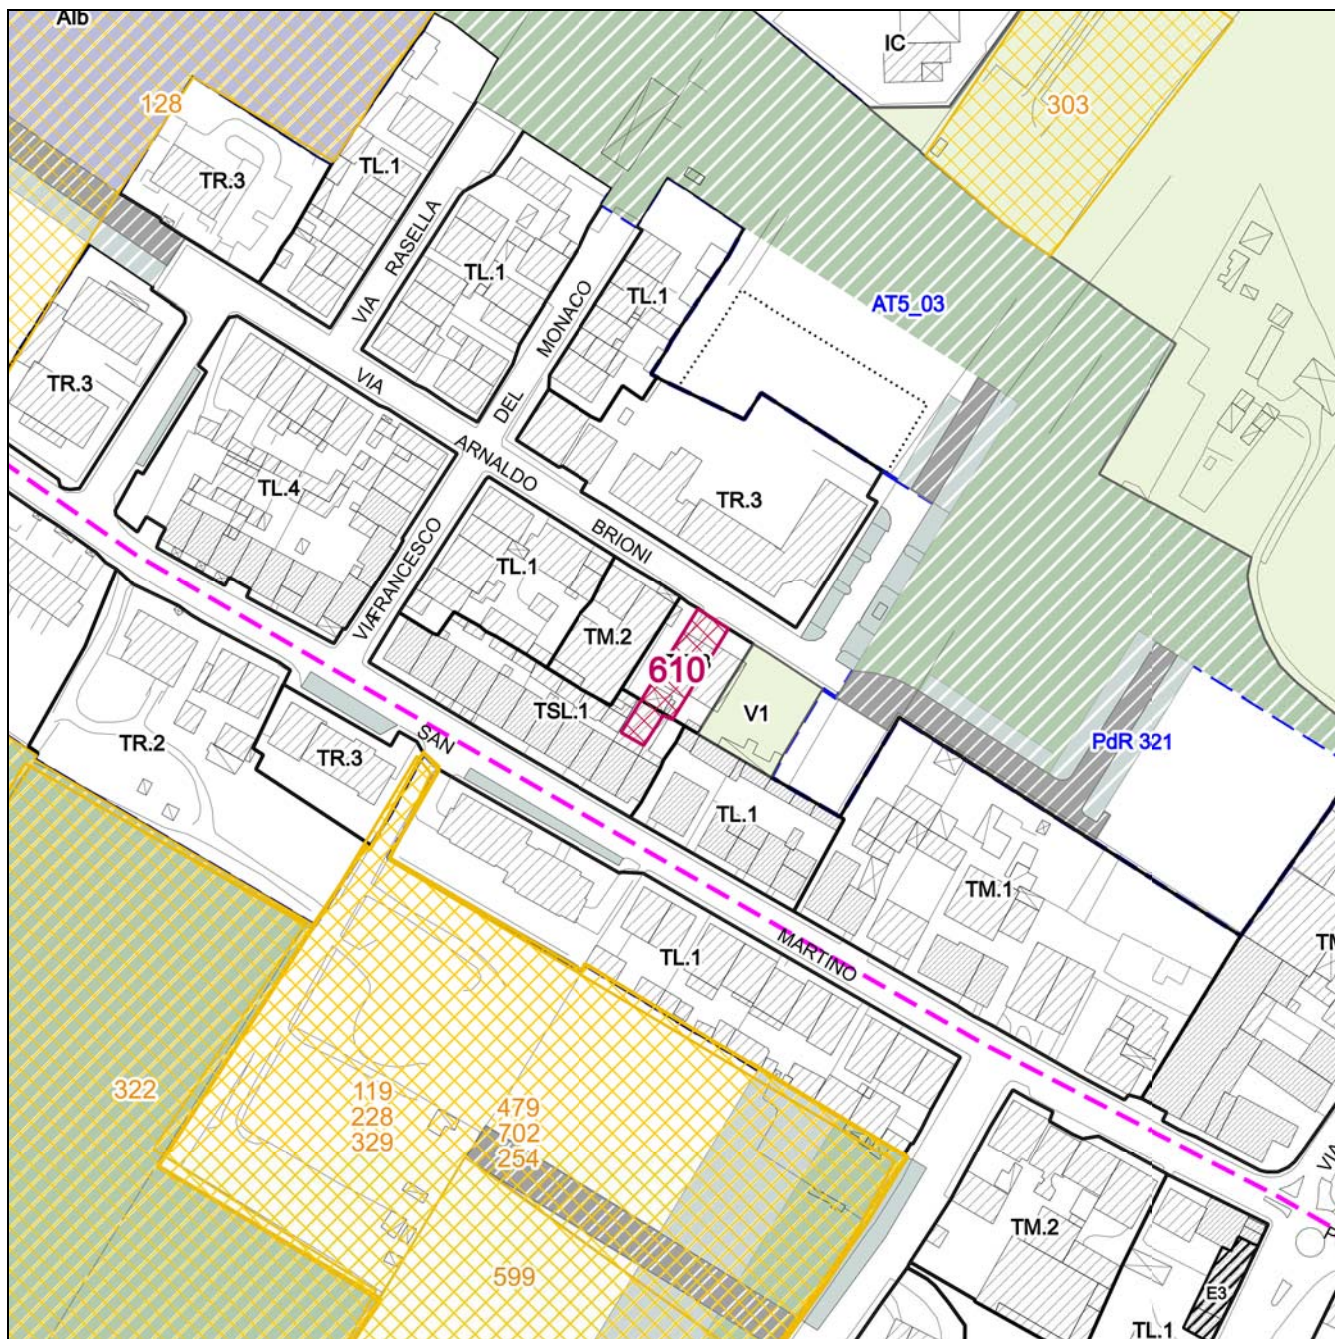 Alb
IC
128
303
TL.1
TR.3
VIA RASELLA
TL.1
TL.1
AT5_03
DEL MONACO
TR.3
VIA ARNALDO BRIONI
TL.4
TR.3
VIA FRANCESCO
TL.1
TM.2
610
V1
TSL.1
TR.2
SAN
PdR 321
TR.3
TL.1
TM.1
MARTINO
TL.1
322
119
228
329
479
702
254
TM.2
599
E3
TL.1